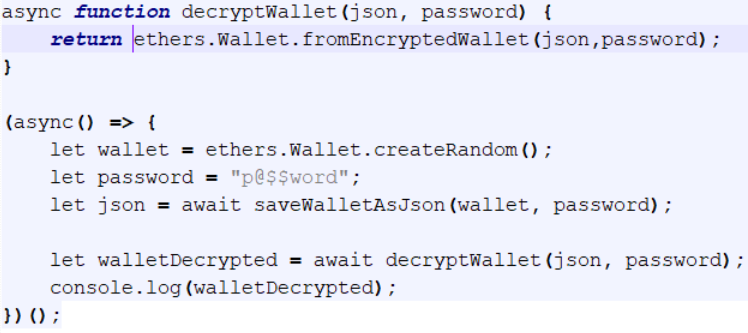 async function decryptWallet(json, password) {
    return ethers.Wallet.fromEncryptedWallet(json,password);
}
(async() => {
    let wallet = ethers.Wallet.createRandom();
    let password = "p@$$word";
    let json = await saveWalletAsJson(wallet, password);
    let walletDecrypted = await decryptWallet(json, password);
    console.log(walletDecrypted);
})();